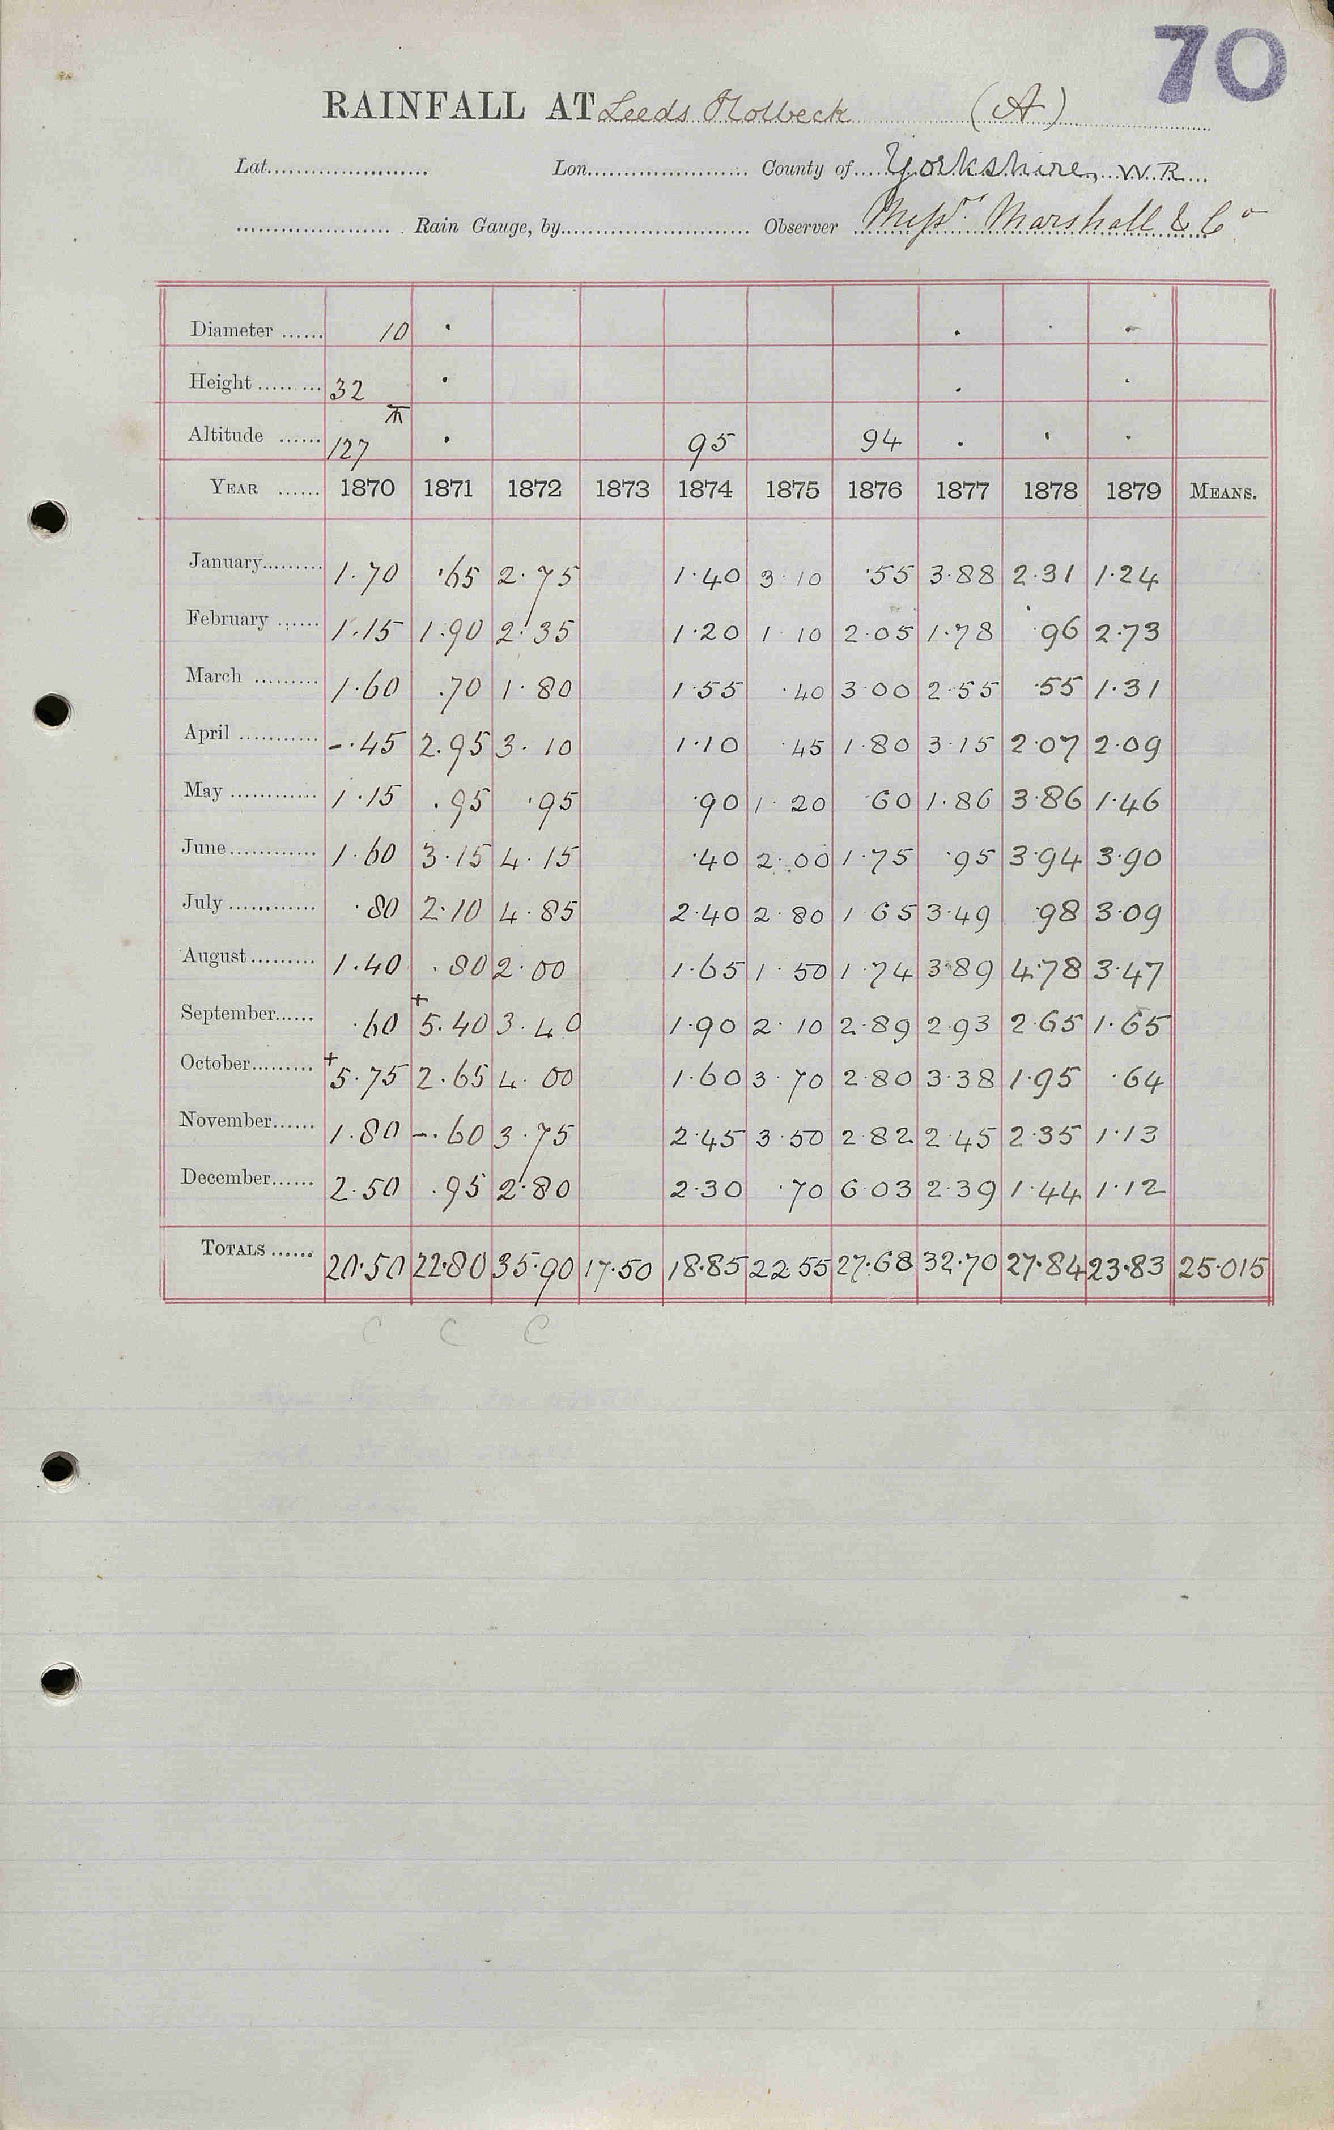 70
RAINFALL AT Leeds Holbeck (A)
Lat. Lon. County of Yorkshire, W.R.
Rain Gauge, by Observer Messrs. Marshall & Co
Diameter 10
Height 32
Altitude 127 95 94
YEAR 1870 1871 1872 1873 1874 1875 1876 1877 1878 1879 MEANS.
January 1.70 .65 2.75 1.40 3.10 .55 3.88 2.31 1.24
February 1.15 1.90 2.35 1.20 1 10 2.05 1.78 .96 2.73
March 1.60 .70 1.80 1.55 .40 3.00 2.55 .55 1.31
April -.45 2.95 3.10 1.10 45 1.80 3.15 2.07 2.09
May 1.15 .95 .95 .90 1.20 60 1.86 3.86 1.46
June 1.60 3.15 4.15 .40 2.00 1.75 .95 3.94 3.90
July .80 2.10 4.85 2.40 2 80 1 65 3.49 .98 3.09
August 1.40 .80 2.00 1.65 1.50 1.74 3.89 4.78 3.47
September .60 +5.40 3.40 1.90 2.10 2.89 2.93 2.65 1.65
October +5.75 2.65 4.00 1.60 3.70 2.80 3.38 1.95 .64
November 1.80 -.60 3.75 2.45 3.50 2.82 2.45 2.35 1.13
December 2.50 .95 2.80 2.30 .70 6 03 2.39 1.44 1.12
TOTALS 20.50 22.80 35.90 17.50 18.85 22.55 27.68 32.70 27.84 23.83 25.015
C C C